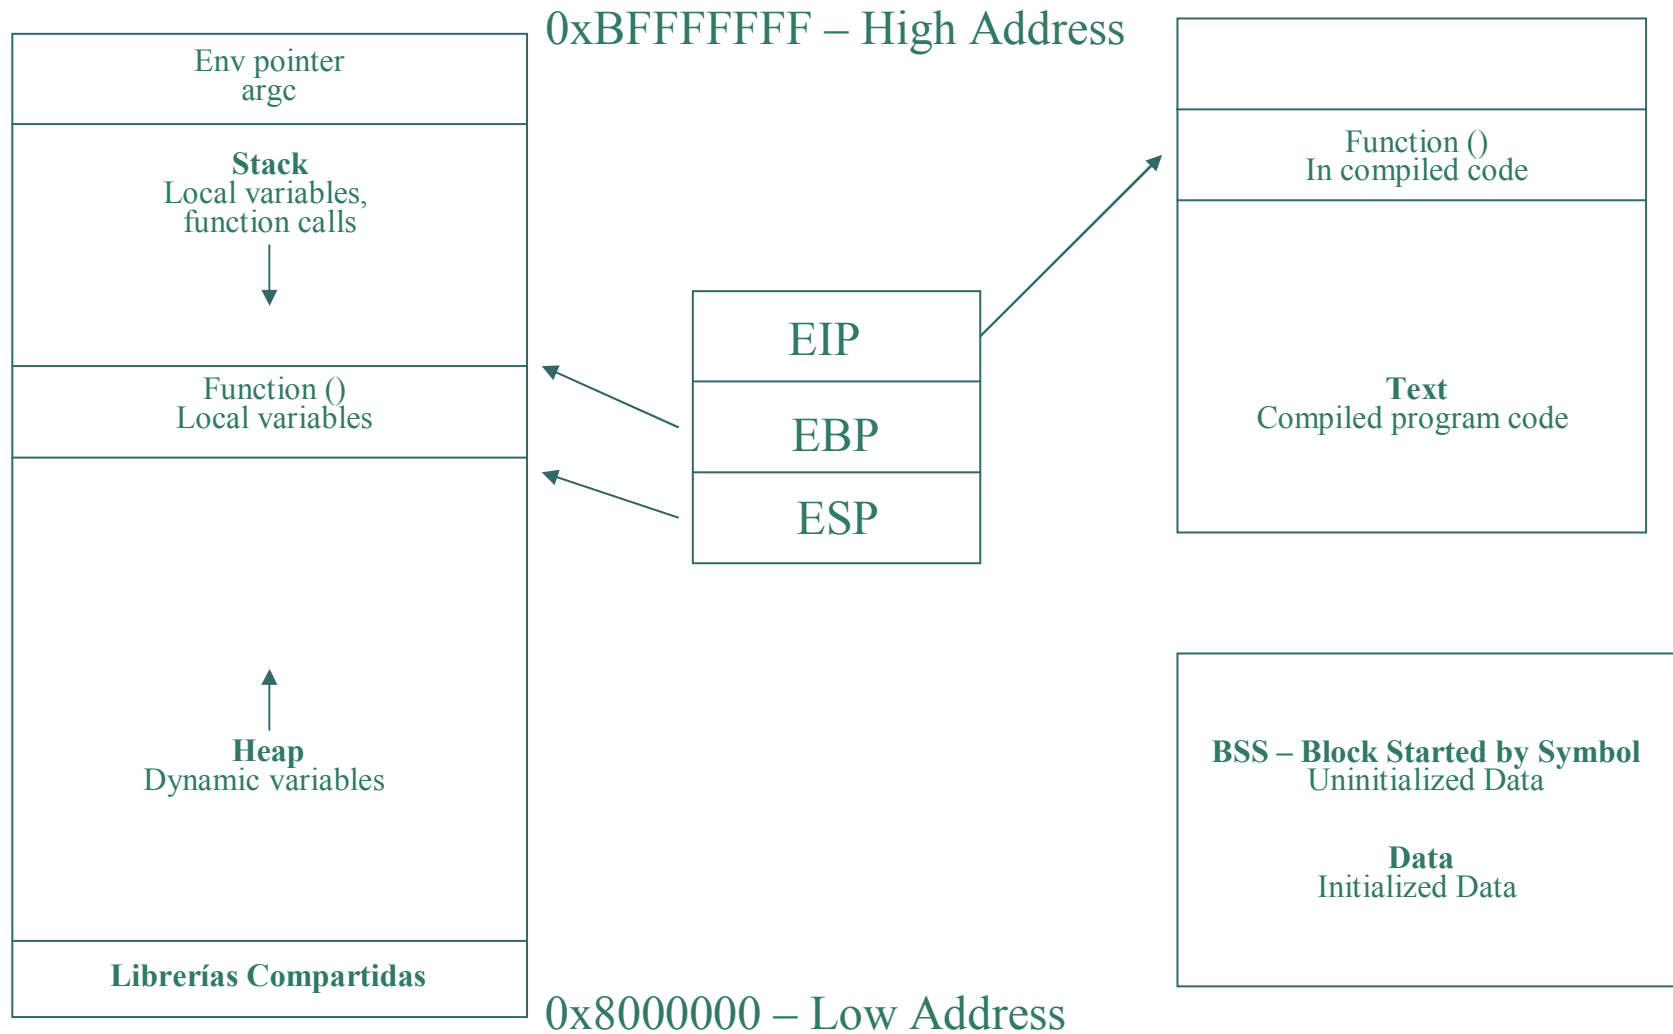 0xBFFFFFFF – High Address
Env pointer
argc
Stack
Local variables,
function calls
Function ()
Local variables
Heap
Dynamic variables
Librerías Compartidas
0x8000000 – Low Address
EIP
EBP
ESP
Function ()
In compiled code
Text
Compiled program code
BSS – Block Started by Symbol
Uninitialized Data
Data
Initialized Data